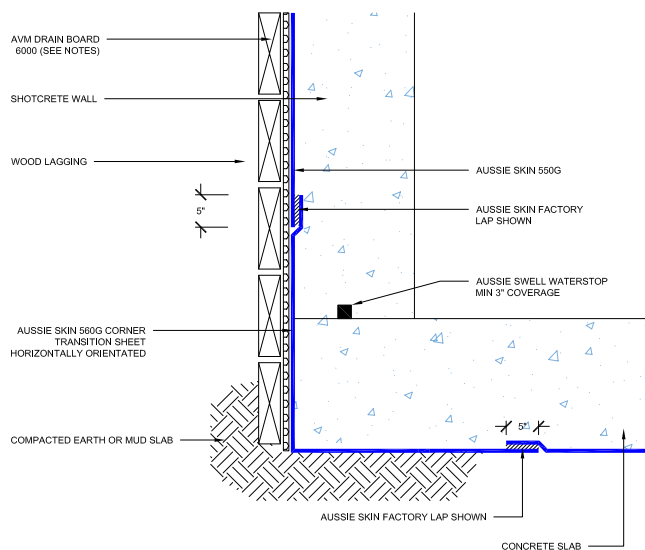 AVM DRAIN BOARD
6000 (SEE NOTES)
SHOTCRETE WALL
WOOD LAGGING
AUSSIE SKIN 550G
5"
AUSSIE SKIN FACTORY
LAP SHOWN
AUSSIE SWELL WATERSTOP
MIN 3" COVERAGE
AUSSIE SKIN 560G CORNER
TRANSITION SHEET
HORIZONTALLY ORIENTATED
5"
COMPACTED EARTH OR MUD SLAB
AUSSIE SKIN FACTORY LAP SHOWN
CONCRETE SLAB